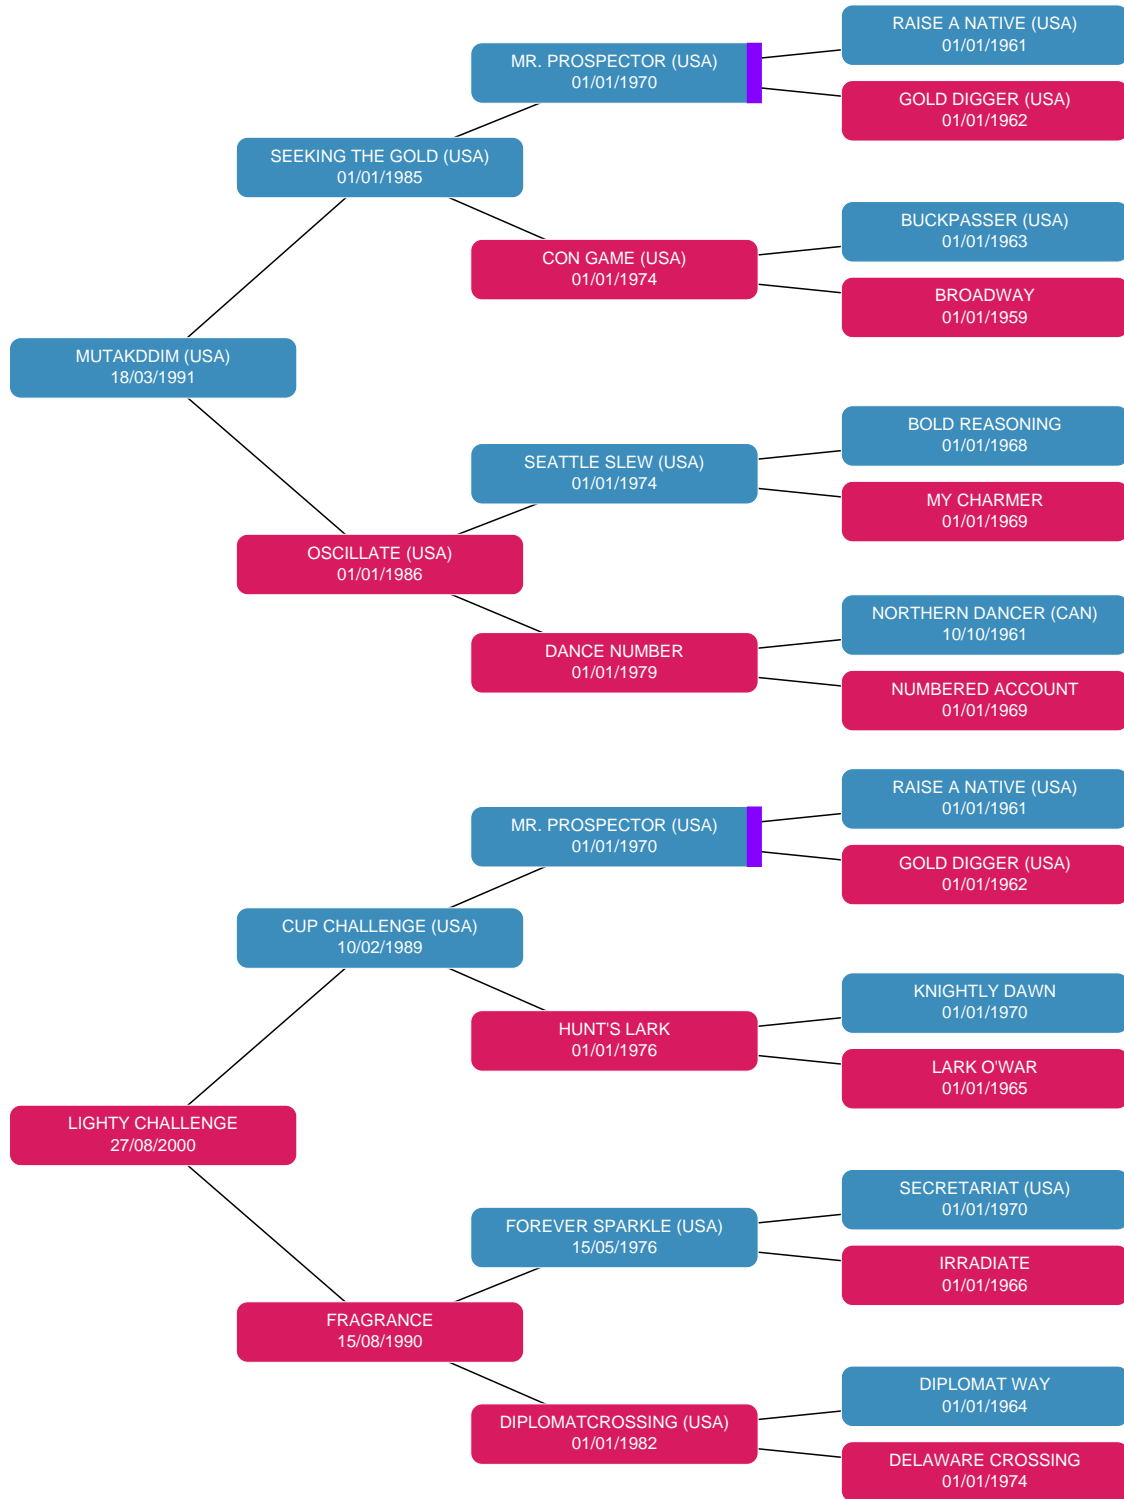 RAISE A NATIVE (USA)
01/01/1961
MR. PROSPECTOR (USA)
01/01/1970
GOLD DIGGER (USA)
01/01/1962
SEEKING THE GOLD (USA)
01/01/1985
BUCKPASSER (USA)
01/01/1963
CON GAME (USA)
01/01/1974
BROADWAY
01/01/1959
MUTAKDDIM (USA)
18/03/1991
BOLD REASONING
01/01/1968
SEATTLE SLEW (USA)
01/01/1974
MY CHARMER
01/01/1969
OSCILLATE (USA)
01/01/1986
NORTHERN DANCER (CAN)
10/10/1961
DANCE NUMBER
01/01/1979
NUMBERED ACCOUNT
01/01/1969
RAISE A NATIVE (USA)
01/01/1961
MR. PROSPECTOR (USA)
01/01/1970
GOLD DIGGER (USA)
01/01/1962
CUP CHALLENGE (USA)
10/02/1989
KNIGHTLY DAWN
01/01/1970
HUNT'S LARK
01/01/1976
LARK O'WAR
01/01/1965
LIGHTY CHALLENGE
27/08/2000
SECRETARIAT (USA)
01/01/1970
FOREVER SPARKLE (USA)
15/05/1976
IRRADIATE
01/01/1966
FRAGRANCE
15/08/1990
DIPLOMAT WAY
01/01/1964
DIPLOMATCROSSING (USA)
01/01/1982
DELAWARE CROSSING
01/01/1974